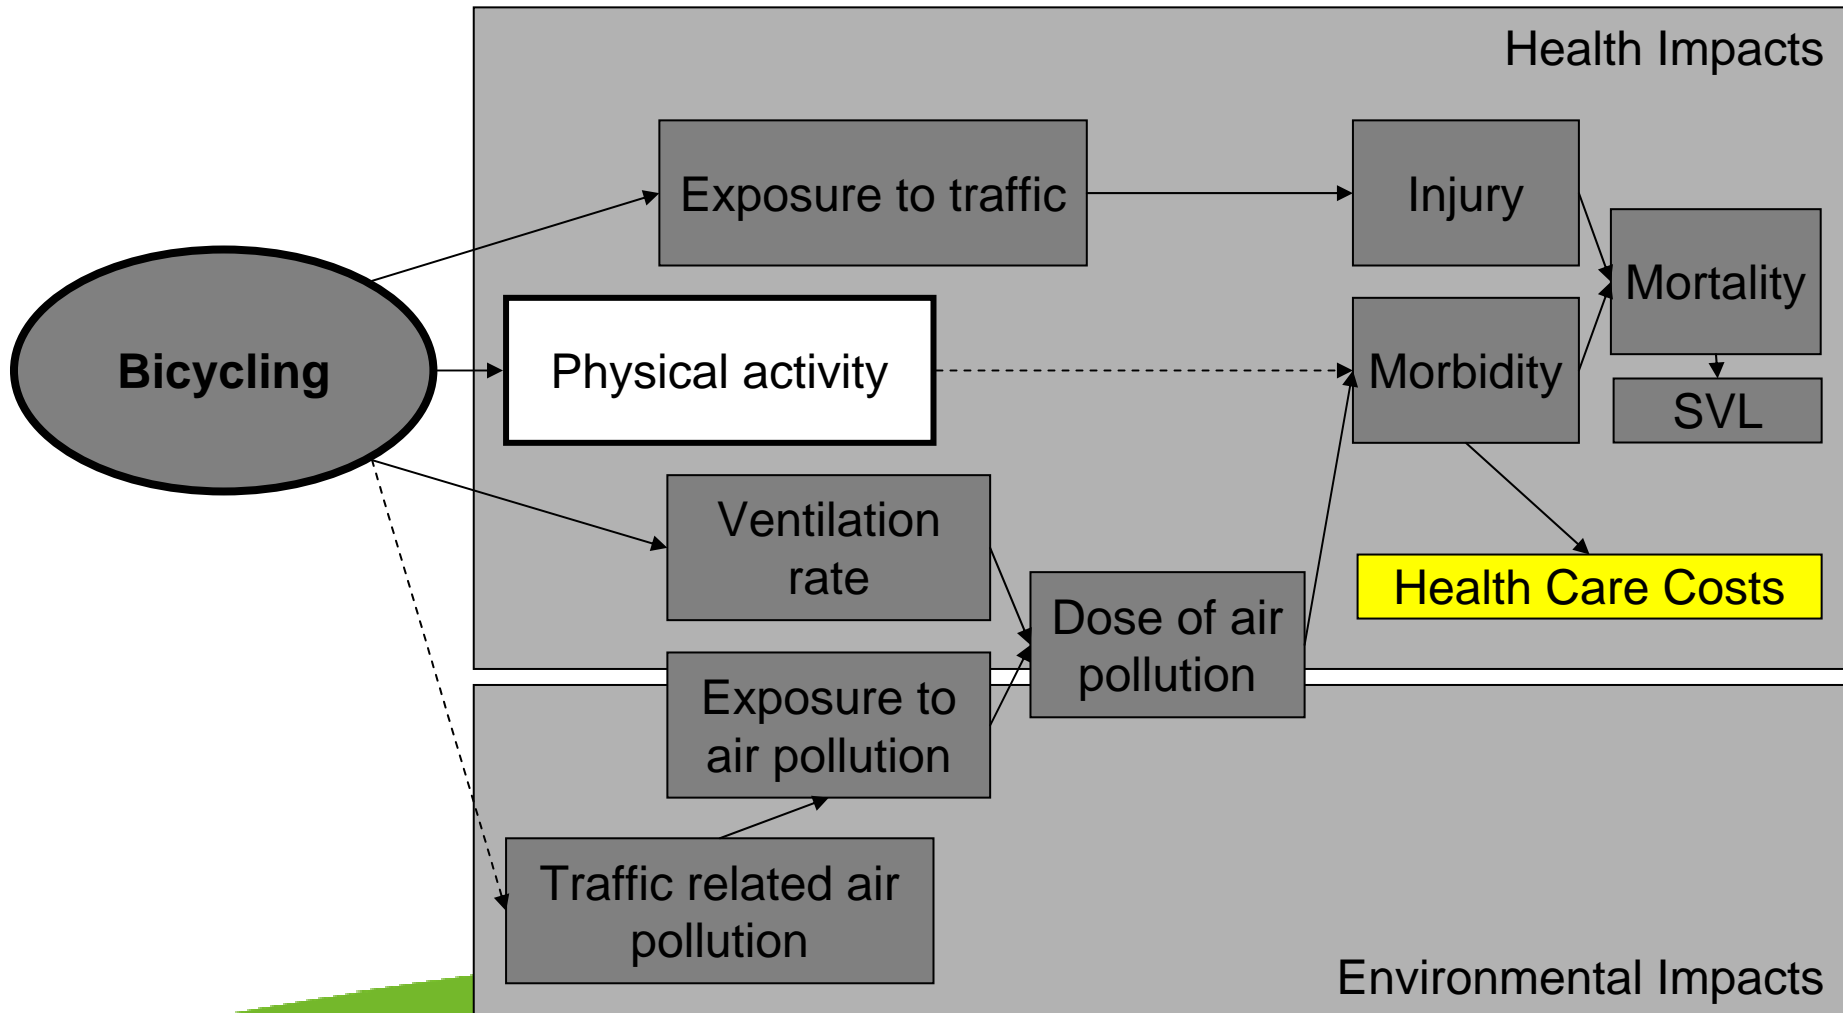 Health Impacts
Exposure to traffic
Injury
Mortality
Bicycling
Physical activity
Morbidity
SVL
Ventilation
rate
Health Care Costs
Dose of air
pollution
Exposure to
air pollution
Traffic related air
pollution
Environmental Impacts